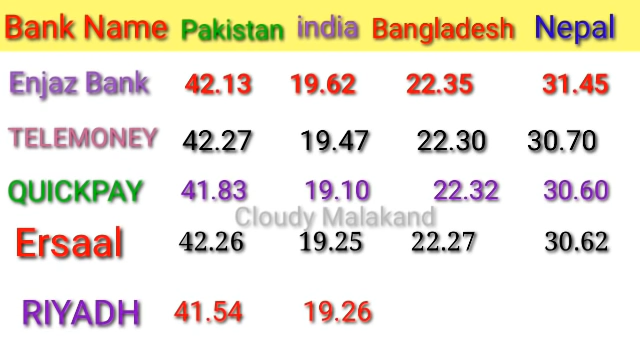 Bank Name Pakistan india Bangladesh Nepal
Enjaz Bank 42.13 19.62 22.35 31.45
TELEMONEY 42.27 19.47 22.30 30.70
QUICKPAY 41.83 19.10 22.32 30.60
Cloudy Malakand
Ersaal 42.26 19.25 22.27 30.62
RIYADH 41.54 19.26